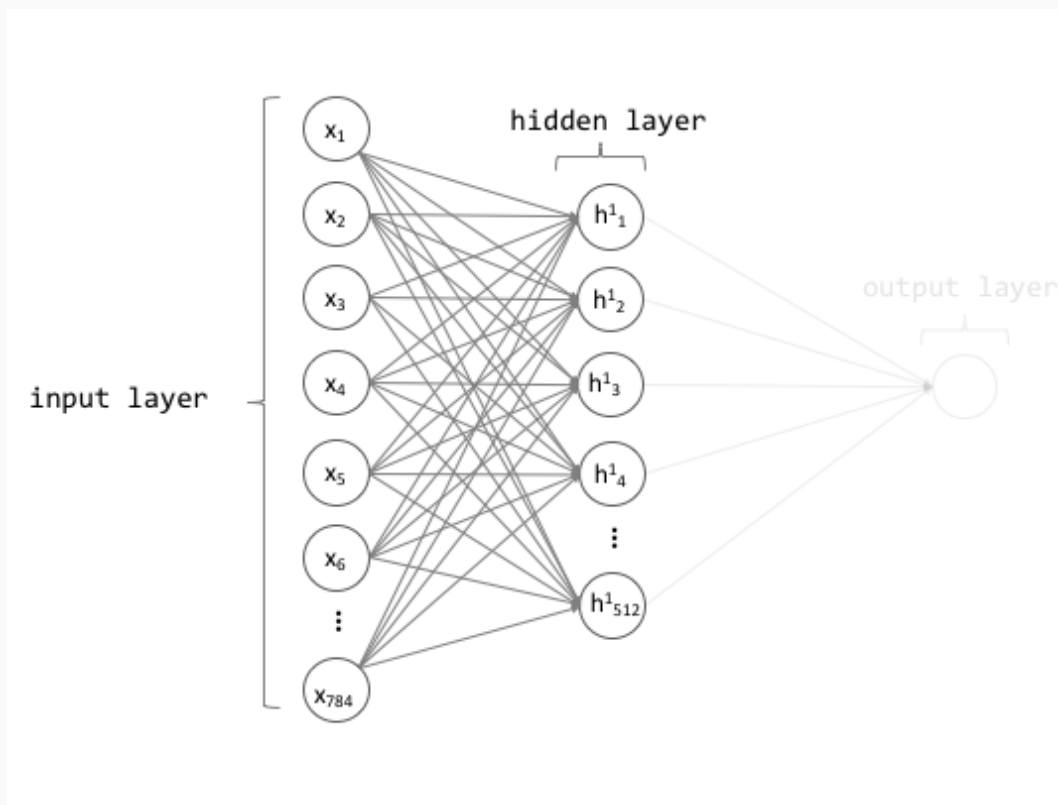 hidden layer
output layer
input layer
x₁
x₂
x₃
x₄
x₅
x₆
⋮
x₇₈₄
h¹₁
h¹₂
h¹₃
h¹₄
⋮
h¹₅₁₂